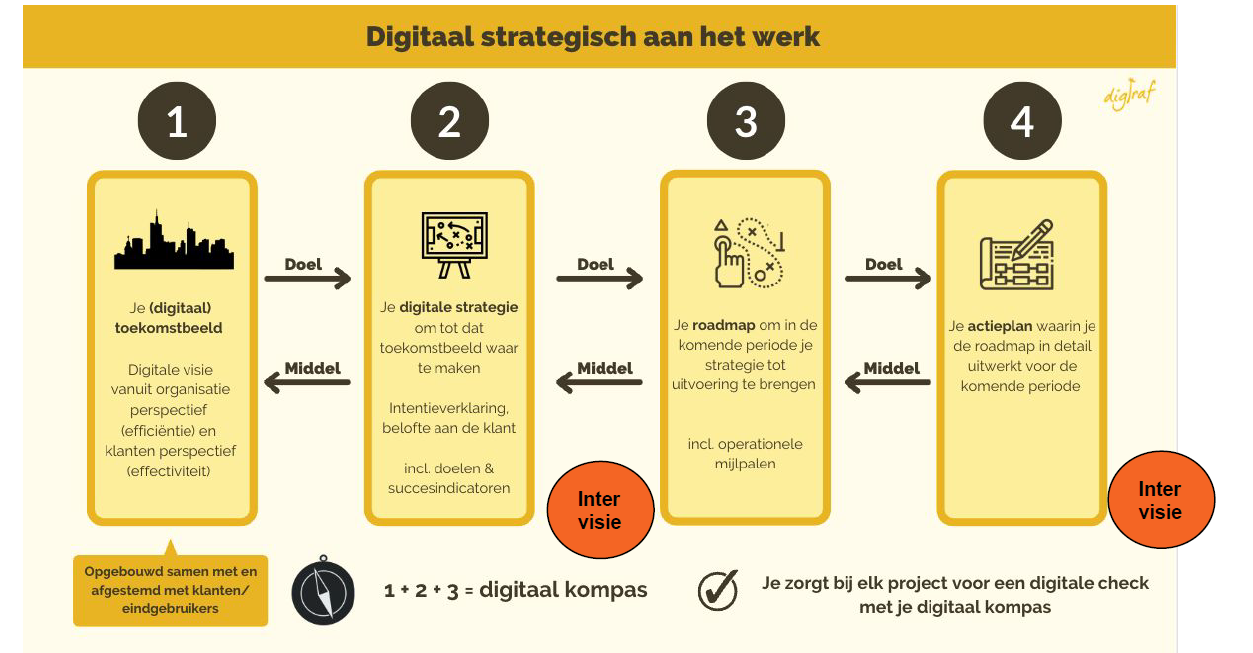 Digitaal strategisch aan het werk
digiraf
1
2
3
4
Je (digitaal)
toekomstbeeld
Digitale visie
vanuit organisatie
perspectief
(efficiëntie) en
klanten perspectief
(effectiviteit)
Doel
Middel
Je digitale strategie
om tot dat
toekomstbeeld waar
te maken
Intentieverklaring,
belofte aan de klant
incl. doelen &
succesindicatoren
Doel
Middel
Inter
visie
Je roadmap om in de
komende periode je
strategie tot
uitvoering te brengen
incl. operationele
mijlpalen
Doel
Middel
Je actieplan waarin je
de roadmap in detail
uitwerkt voor de
komende periode
Inter
visie
Opgebouwd samen met en
afgestemd met klanten/
eindgebruikers
1 + 2 + 3 = digitaal kompas
Je zorgt bij elk project voor een digitale check
met je digitaal kompas